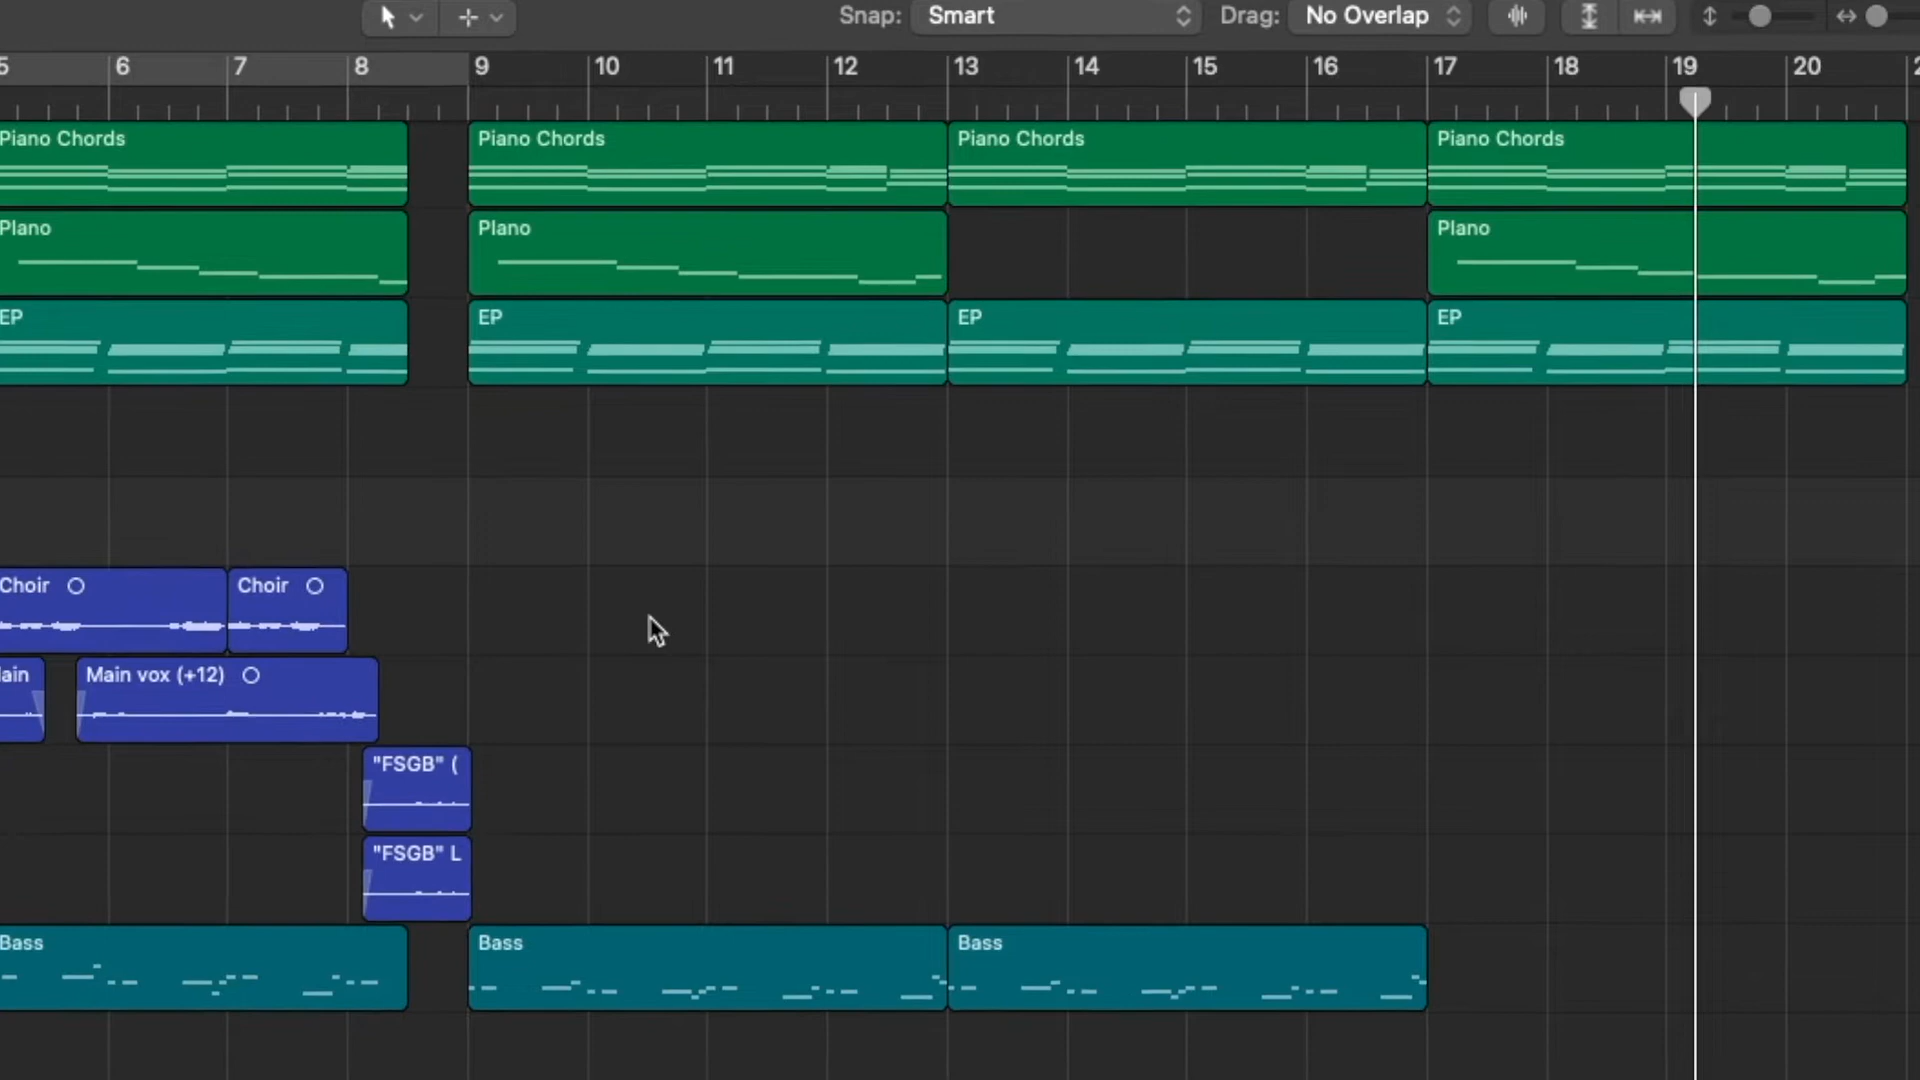 Snap: Smart Drag: No Overlap
5 6 7 8 9 10 11 12 13 14 15 16 17 18 19 20 2
Piano Chords Piano Chords Piano Chords Piano Chords
Piano Piano Piano
EP EP EP EP
Choir Choir
ain Main vox (+12)
"FSGB" (
"FSGB" L
Bass Bass Bass